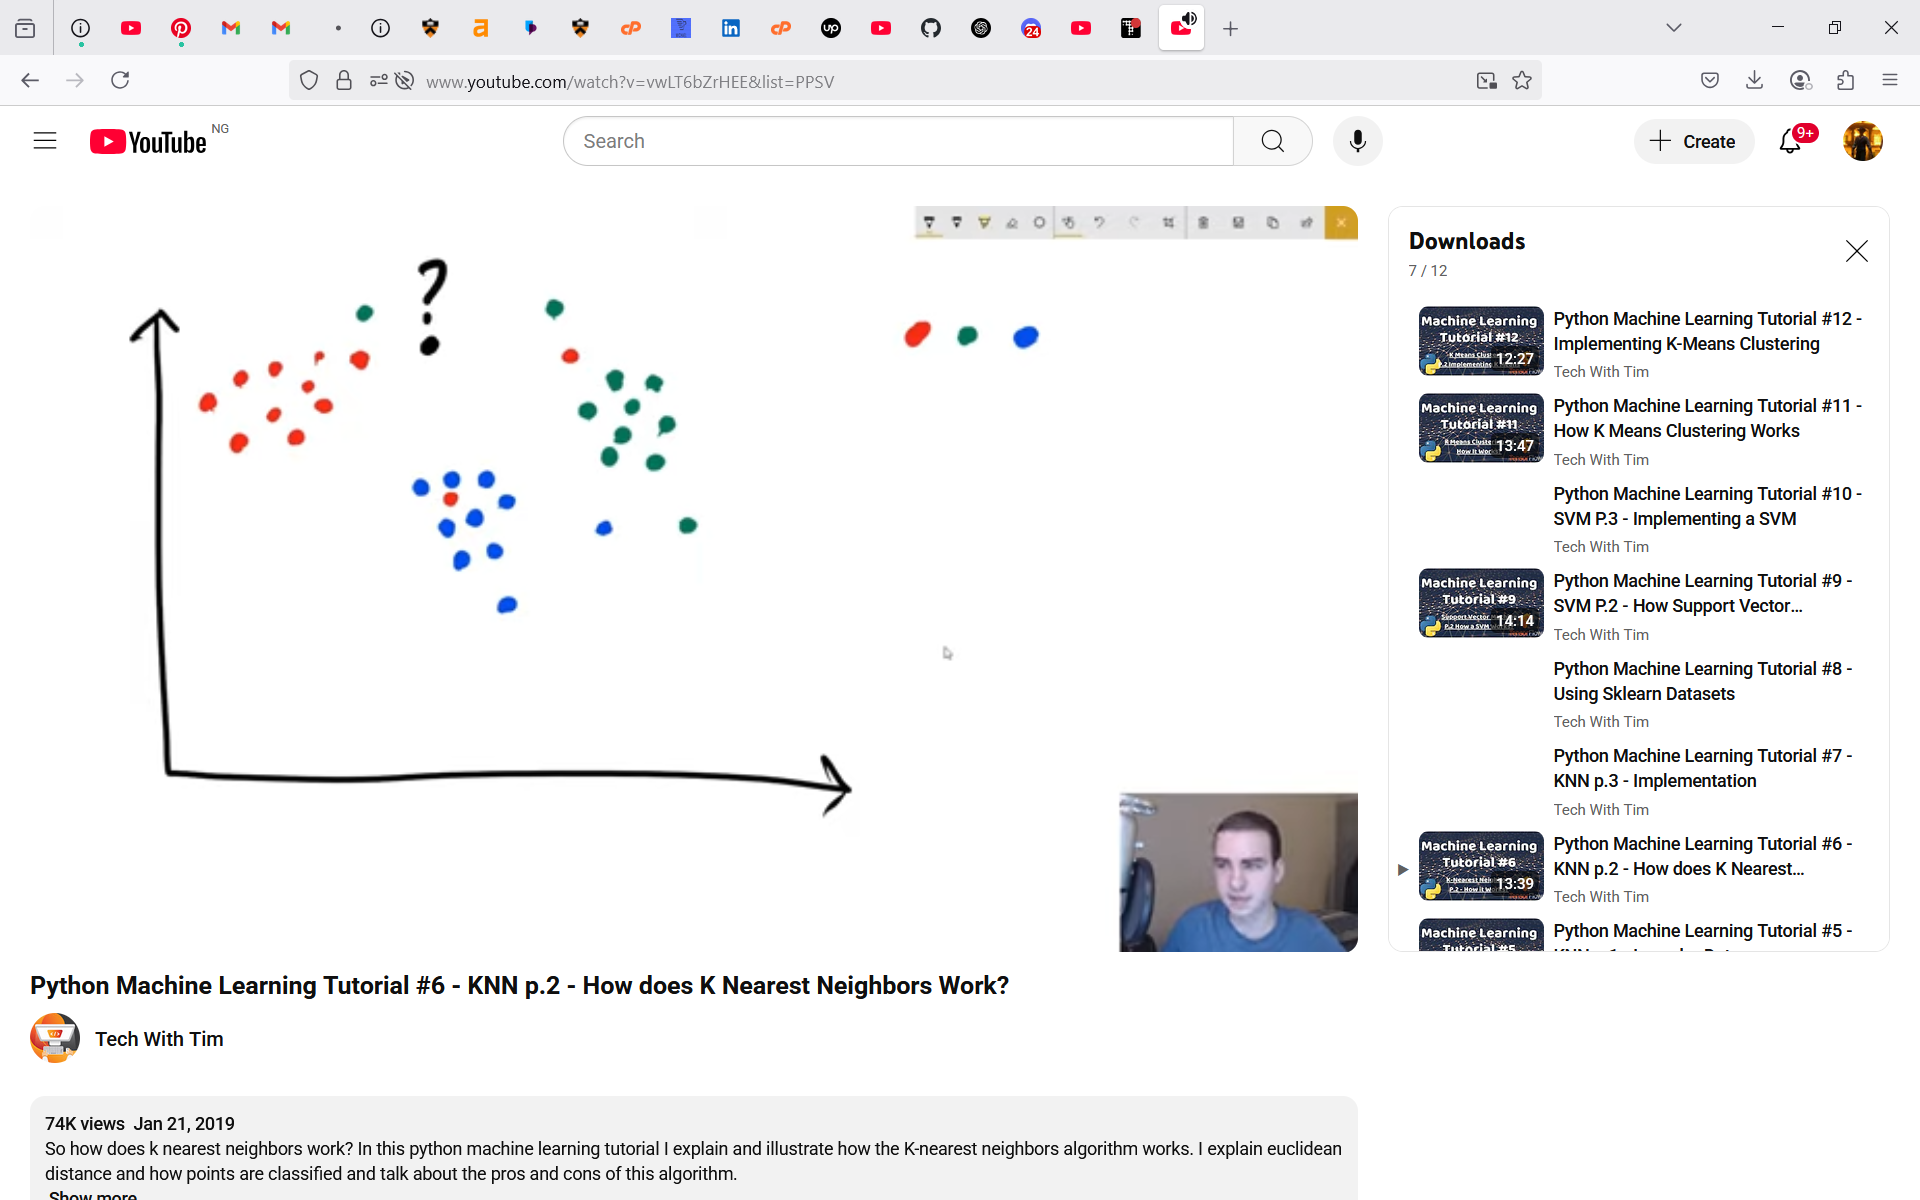 24
www.youtube.com/watch?v=vwLT6bZrHEE&list=PPSV
YouTube NG
Search
Create
9+
?
Downloads
7 / 12
Machine Learning
Tutorial #12
12:27
Python Machine Learning Tutorial #12 -
Implementing K-Means Clustering
Tech With Tim
Machine Learning
Tutorial #11
How It Works
13:47
Python Machine Learning Tutorial #11 -
How K Means Clustering Works
Tech With Tim
Python Machine Learning Tutorial #10 -
SVM P.3 - Implementing a SVM
Tech With Tim
Machine Learning
Tutorial #9
14:14
Python Machine Learning Tutorial #9 -
SVM P.2 - How Support Vector...
Tech With Tim
Python Machine Learning Tutorial #8 -
Using Sklearn Datasets
Tech With Tim
Python Machine Learning Tutorial #7 -
KNN p.3 - Implementation
Tech With Tim
Machine Learning
Tutorial #6
13:39
Python Machine Learning Tutorial #6 -
KNN p.2 - How does K Nearest...
Tech With Tim
Machine Learning
Tutorial #5
Python Machine Learning Tutorial #5 -
Python Machine Learning Tutorial #6 - KNN p.2 - How does K Nearest Neighbors Work?
Tech With Tim
74K views Jan 21, 2019
So how does k nearest neighbors work? In this python machine learning tutorial I explain and illustrate how the K-nearest neighbors algorithm works. I explain euclidean
distance and how points are classified and talk about the pros and cons of this algorithm.
Show more